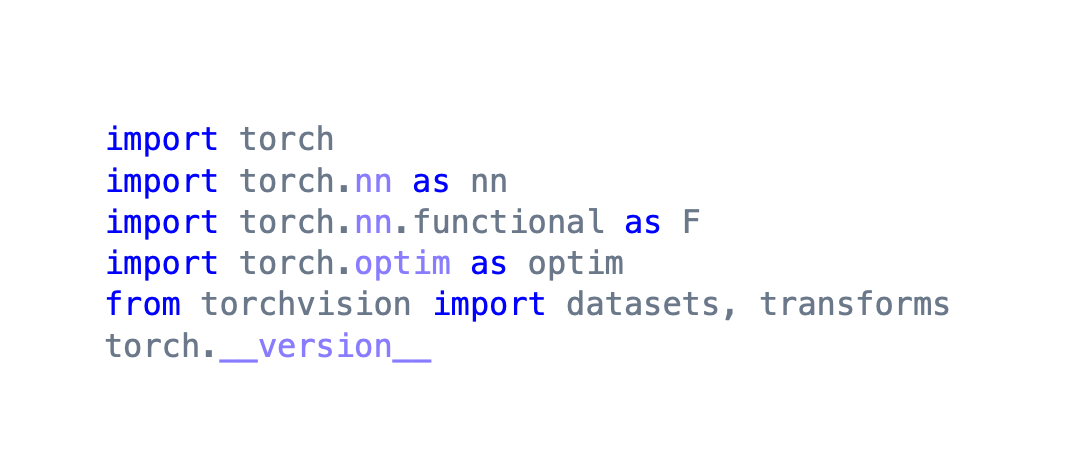 import torch
import torch.nn as nn
import torch.nn.functional as F
import torch.optim as optim
from torchvision import datasets, transforms
torch.__version__